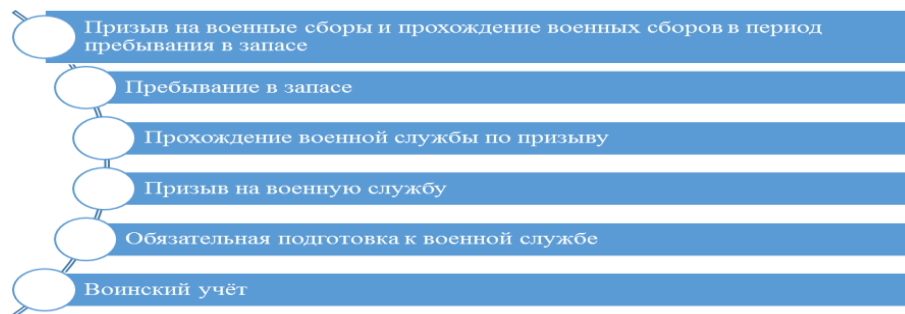 Призыв на военные сборы и прохождение военных сборов в период
пребывания в запасе
Пребывание в запасе
Прохождение военной службы по призыву
Призыв на военную службу
Обязательная подготовка к военной службе
Воинский учёт